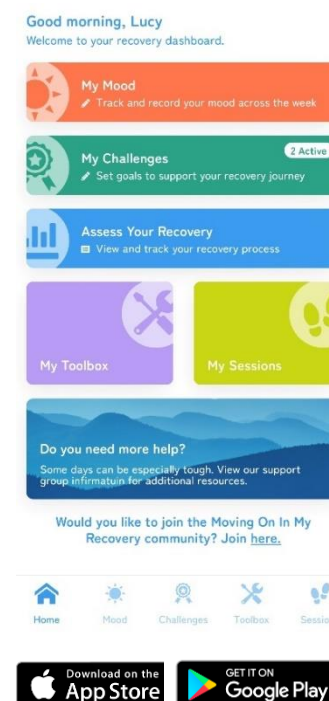 Good morning, Lucy
Welcome to your recovery dashboard.
My Mood
Track and record your mood across the week
My Challenges
2 Active
Set goals to support your recovery journey
Assess Your Recovery
View and track your recovery process
My Toolbox
My Sessions
Do you need more help?
Some days can be especially tough. View our support
group infirmatuin for additional resources.
Would you like to join the Moving On In My
Recovery community? Join here.
Home
Mood
Challenges
Toolbox
Session
Download on the
App Store
GET IT ON
Google Play